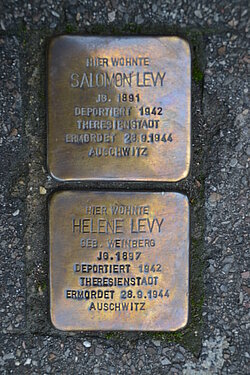 HIER WOHNTE
SALOMON LEVY
JG. 1891
DEPORTIERT 1942
THERESIENSTADT
ERMORDET 28.9.1944
AUSCHWITZ
HIER WOHNTE
HELENE LEVY
GEB. WEINBERG
JG. 1897
DEPORTIERT 1942
THERESIENSTADT
ERMORDET 28.9.1944
AUSCHWITZ